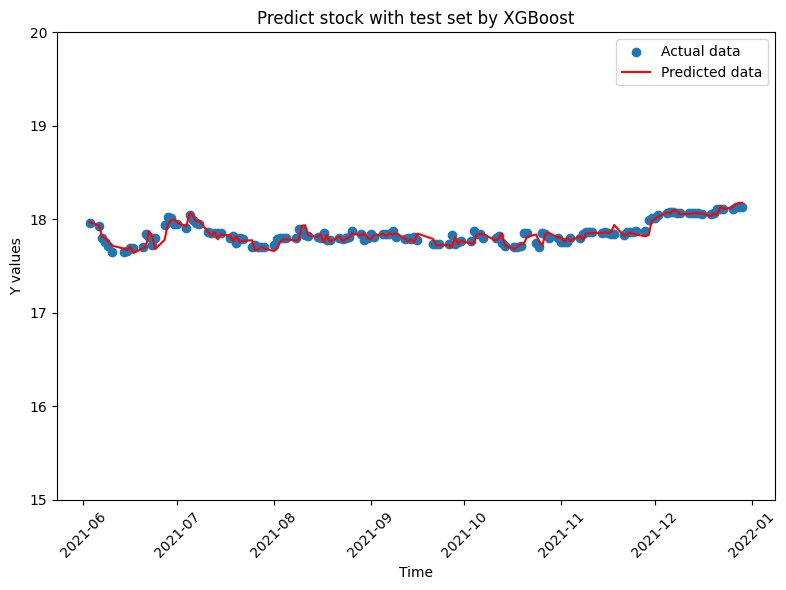 Predict stock with test set by XGBoost
Actual data
Predicted data
20
19
18
17
16
15
Y values
2021-06
2021-07
2021-08
2021-09
2021-10
2021-11
2021-12
2022-01
Time